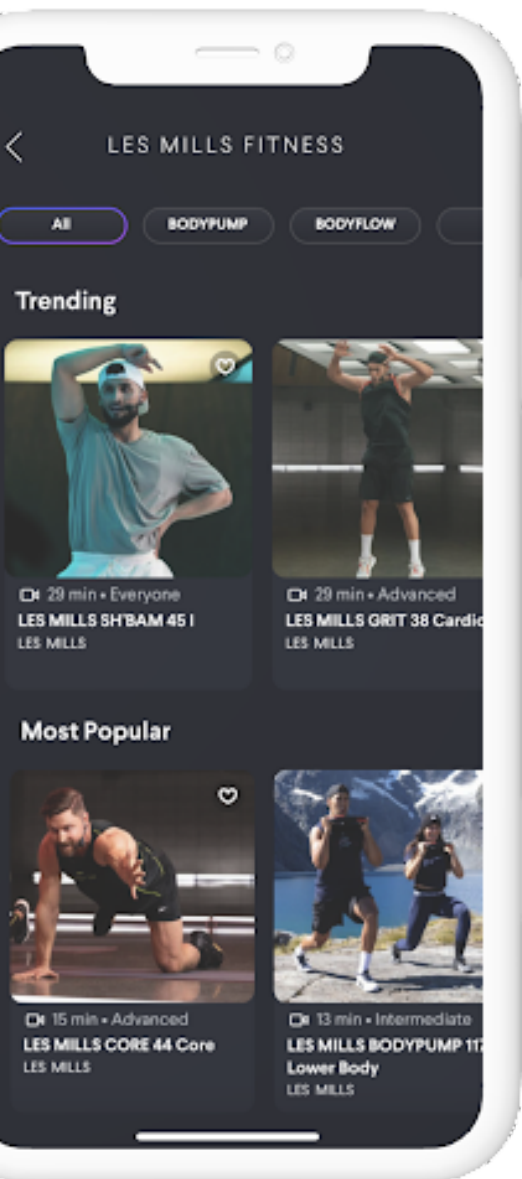 LES MILLS FITNESS
All
BODYPUMP
BODYFLOW
Trending
29 min • Everyone
LES MILLS SH'BAM 45 I
LES MILLS
29 min • Advanced
LES MILLS GRIT 38 Cardio
LES MILLS
Most Popular
15 min • Advanced
LES MILLS CORE 44 Core
LES MILLS
13 min • Intermediate
LES MILLS BODYPUMP 117
Lower Body
LES MILLS